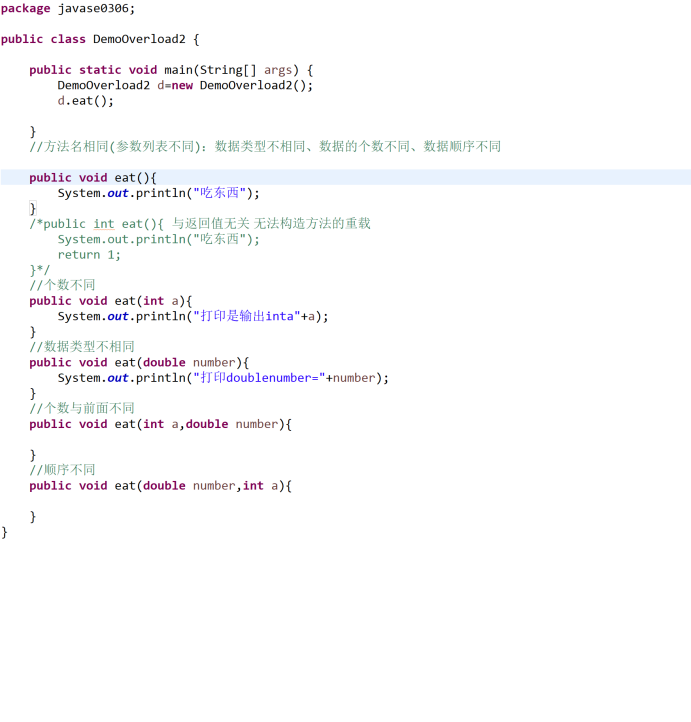 package javase0306;
public class DemoOverload2 {
public static void main(String[] args) {
DemoOverload2 d=new DemoOverload2();
d.eat();
}
//方法名相同(参数列表不同)：数据类型不相同、数据的个数不同、数据顺序不同
public void eat(){
System.out.println("吃东西");
}
/*public int eat(){ 与返回值无关 无法构造方法的重载
System.out.println("吃东西");
return 1;
}*/
//个数不同
public void eat(int a){
System.out.println("打印是输出inta"+a);
}
//数据类型不相同
public void eat(double number){
System.out.println("打印doublenumber="+number);
}
//个数与前面不同
public void eat(int a,double number){
}
//顺序不同
public void eat(double number,int a){
}
}